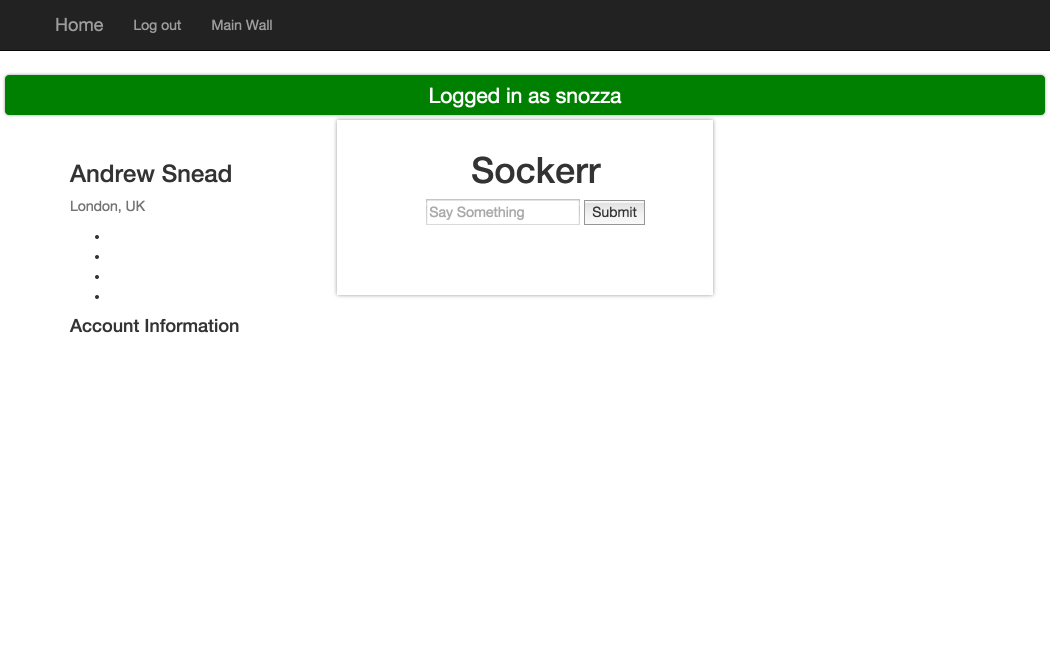 Home Log out Main Wall
Logged in as snozza
Andrew Snead
London, UK
Account Information
Sockerr
Say Something Submit